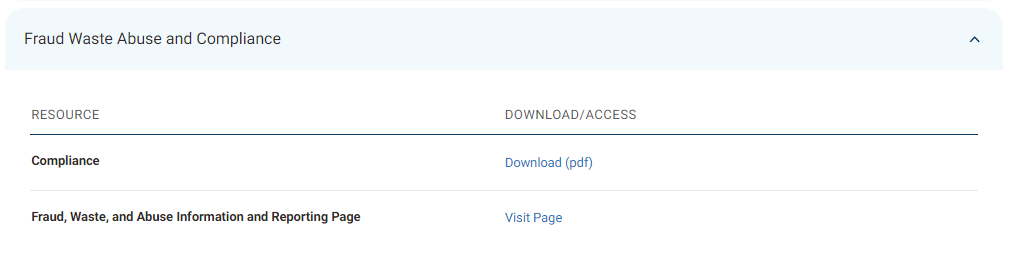 Fraud Waste Abuse and Compliance
RESOURCE DOWNLOAD/ACCESS
Compliance Download (pdf)
Fraud, Waste, and Abuse Information and Reporting Page Visit Page